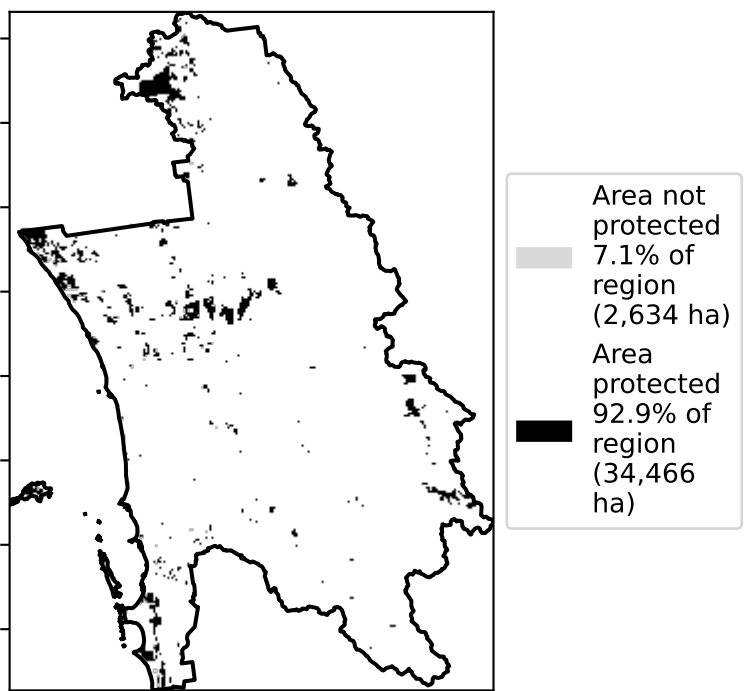 Area not
protected
7.1% of
region
(2,634 ha)
Area
protected
92.9% of
region
(34,466
ha)